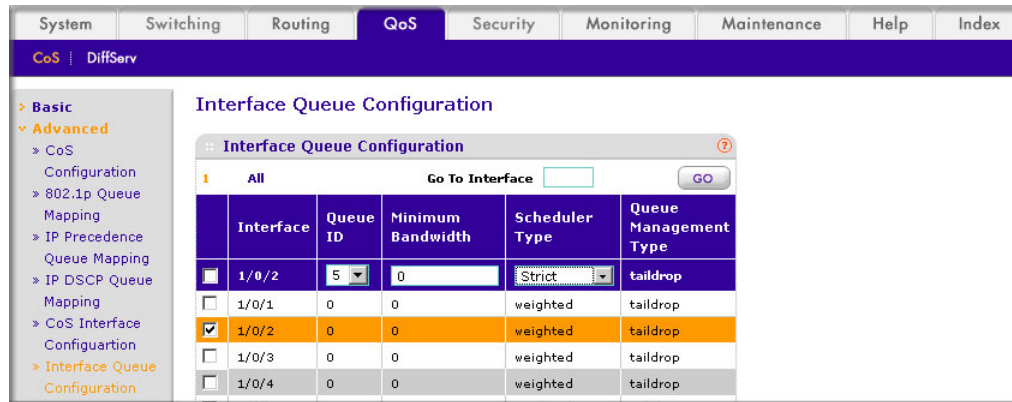 System Switching Routing QoS Security Monitoring Maintenance Help Index
CoS | DiffServ
Basic
Advanced
» CoS
Configuration
» 802.1p Queue
Mapping
» IP Precedence
Queue Mapping
» IP DSCP Queue
Mapping
» CoS Interface
Configuartion
» Interface Queue
Configuration
Interface Queue Configuration
Interface Queue Configuration ?
1 All Go To Interface GO
Interface Queue ID Minimum Bandwidth Scheduler Type Queue Management Type
1/0/2 5 0 Strict taildrop
1/0/1 0 0 weighted taildrop
1/0/2 0 0 weighted taildrop
1/0/3 0 0 weighted taildrop
1/0/4 0 0 weighted taildrop